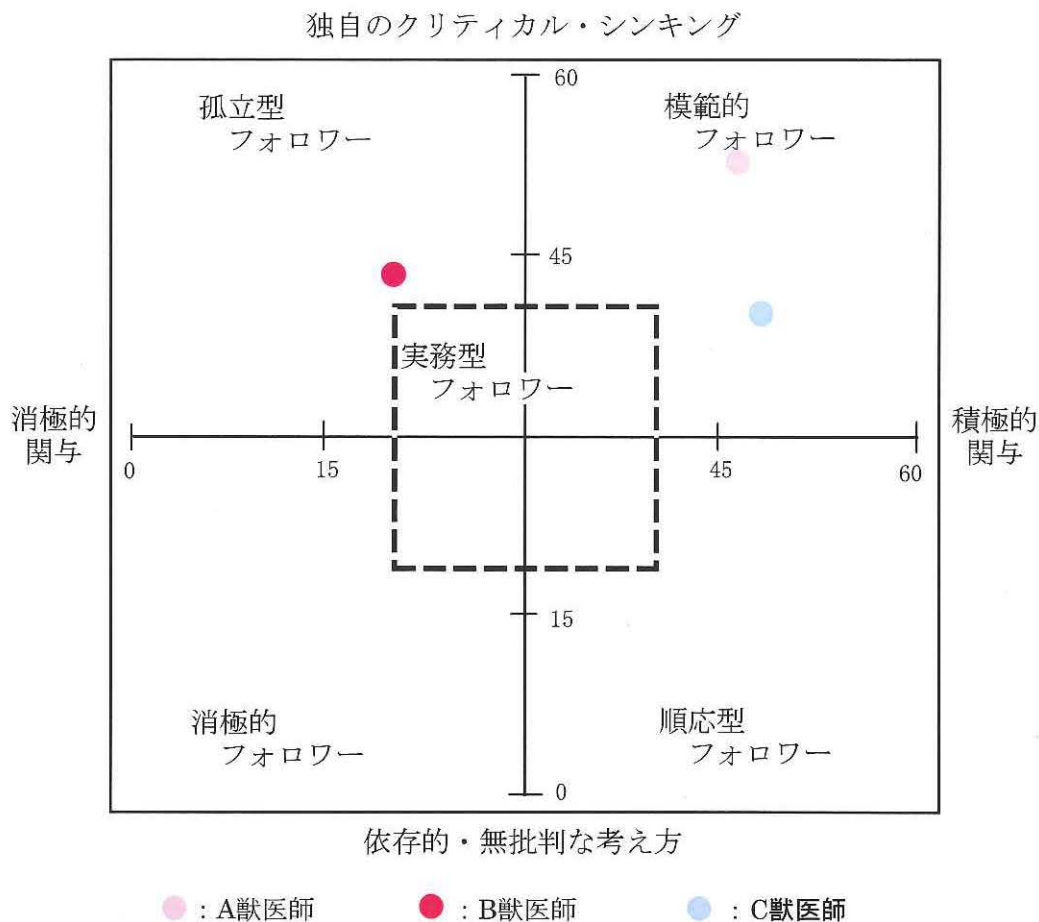 独自のクリティカル・シンキング
60
孤立型
フォロワー
模範的
フォロワー
45
実務型
フォロワー
消極的
関与
積極的
関与
0
15
45
60
15
消極的
フォロワー
順応型
フォロワー
0
依存的・無批判な考え方
:A獣医師
:B獣医師
:C獣医師